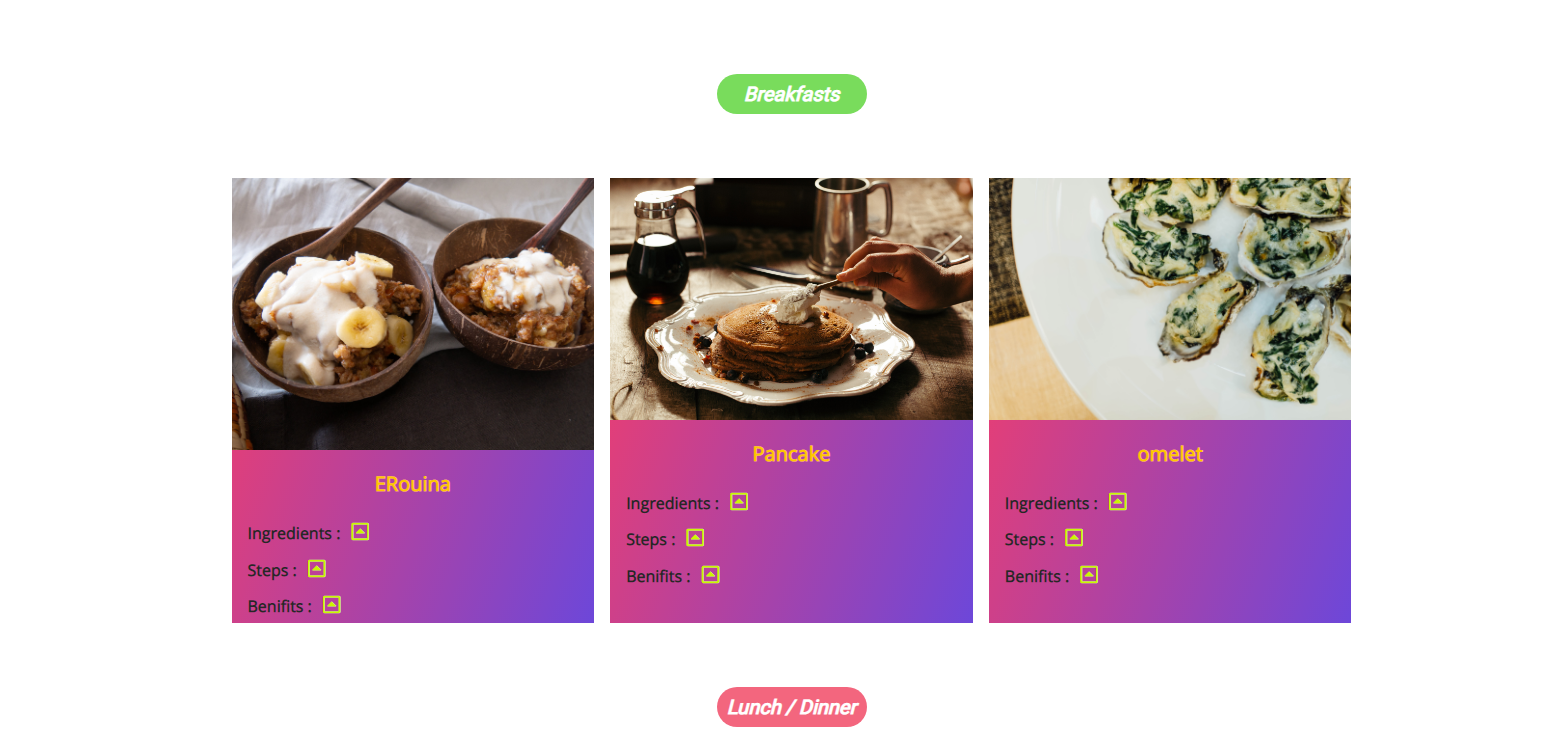 Breakfasts
ERouina
Ingredients :
Steps :
Benifits :
Pancake
Ingredients :
Steps :
Benifits :
omelet
Ingredients :
Steps :
Benifits :
Lunch / Dinner